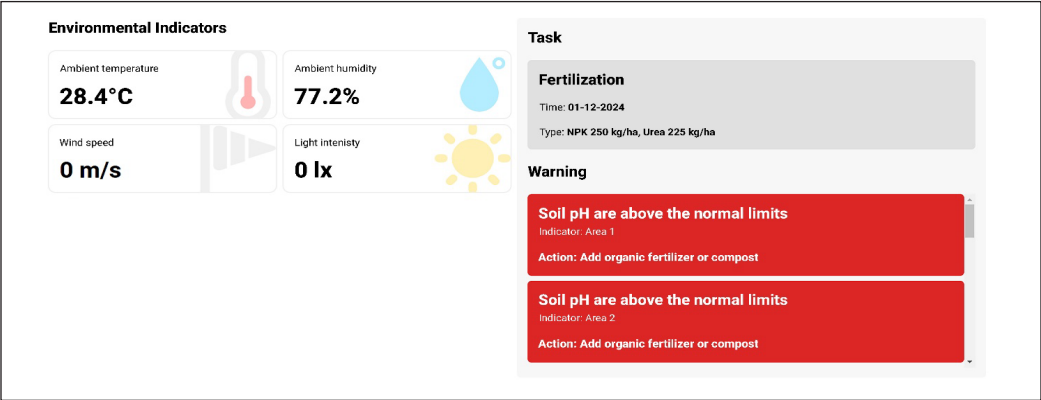 Environmental Indicators
Ambient temperature
28.4°C
Ambient humidity
77.2%
Wind speed
0 m/s
Light intenisty
0 lx
Task
Fertilization
Time: 01-12-2024
Type: NPK 250 kg/ha, Urea 225 kg/ha
Warning
Soil pH are above the normal limits
Indicator: Area 1
Action: Add organic fertilizer or compost
Soil pH are above the normal limits
Indicator: Area 2
Action: Add organic fertilizer or compost